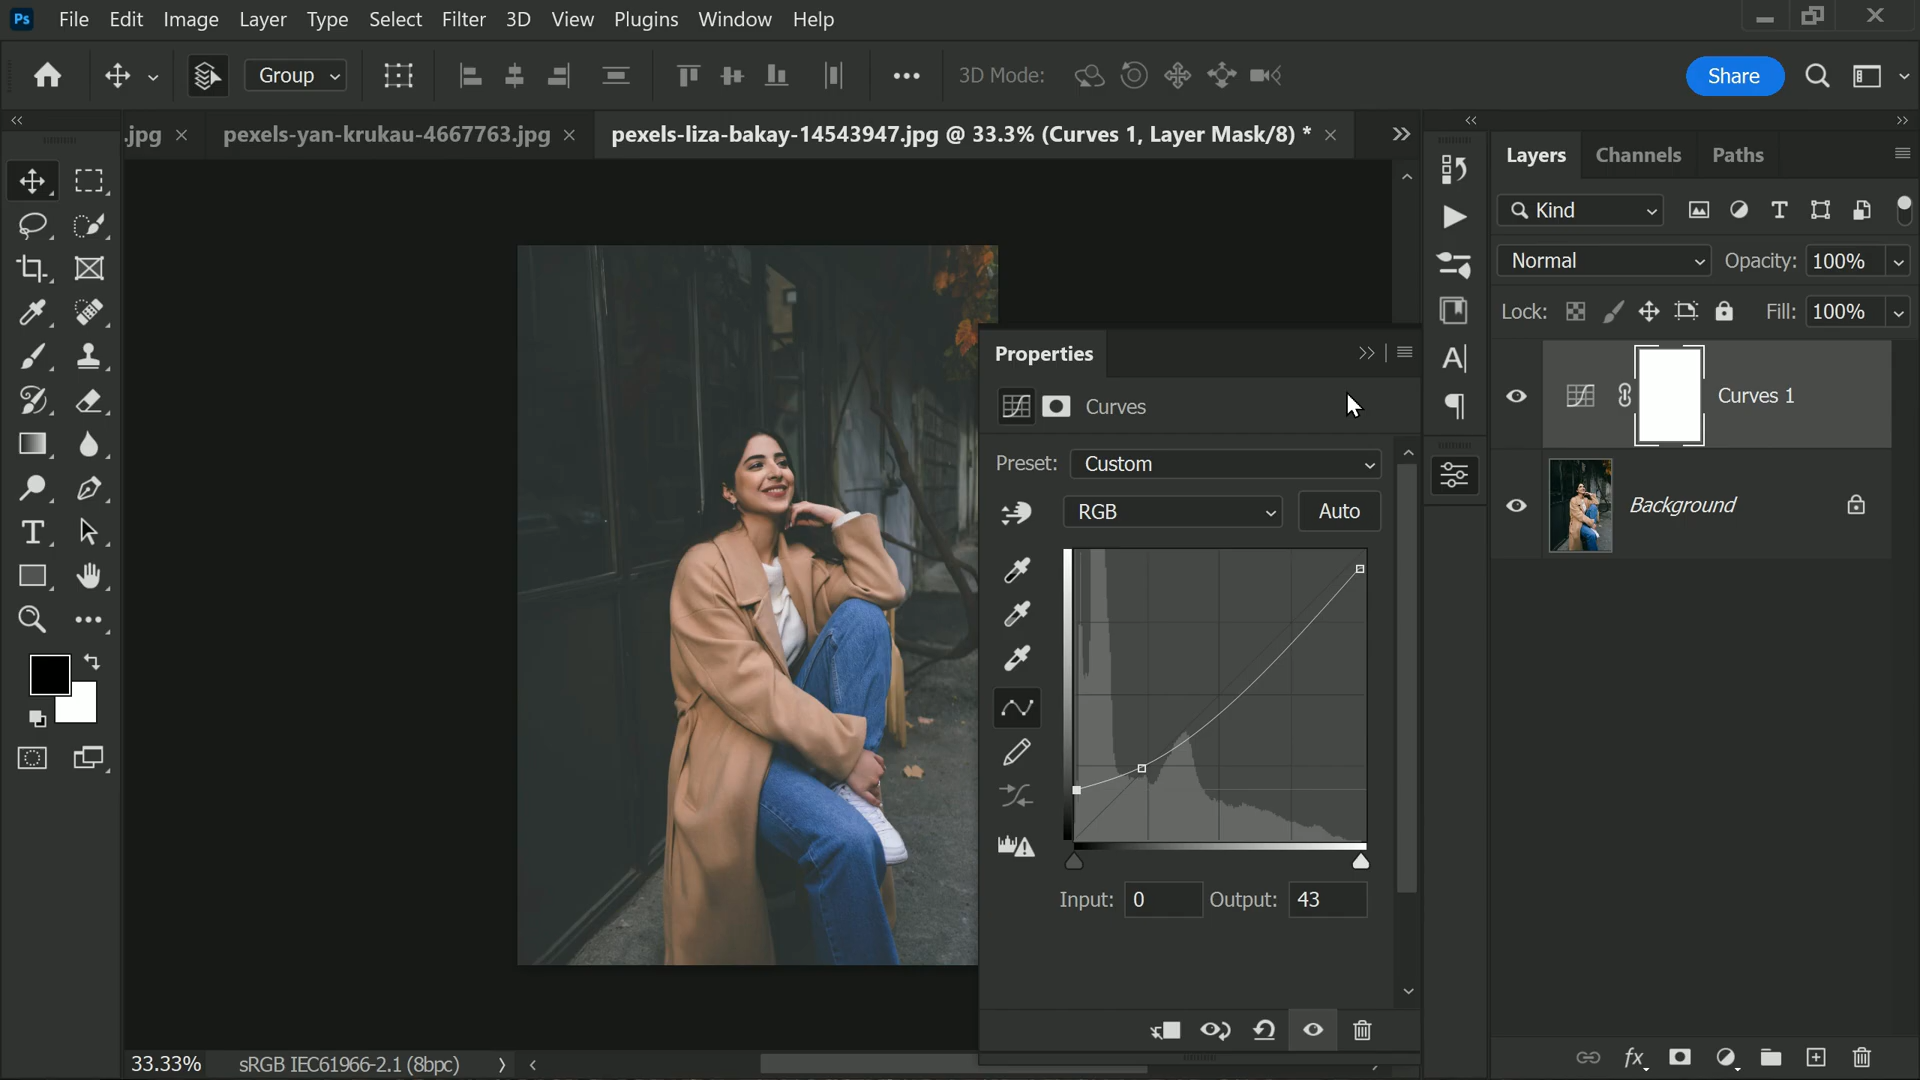 Ps File Edit Image Layer Type Select Filter 3D View Plugins Window Help
Group 3D Mode: Share
.jpg pexels-yan-krukau-4667763.jpg pexels-liza-bakay-14543947.jpg @ 33.3% (Curves 1, Layer Mask/8) *
Layers Channels Paths
Kind
Normal Opacity: 100%
Lock: Fill: 100%
Curves 1
Background
Properties
Curves
Preset: Custom
RGB Auto
Input: 0 Output: 43
33.33% sRGB IEC61966-2.1 (8bpc)